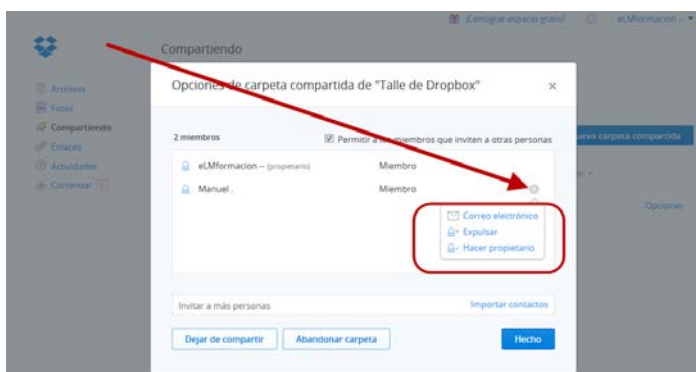 ¡Consigue espacio gratis!
eLMformacion --
Compartiendo
Archivos
Fotos
Compartiendo
Enlaces
Actividades
Comenzar
Opciones de carpeta compartida de "Talle de Dropbox"
×
2 miembros
Permitir a los miembros que inviten a otras personas
eLMformacion -- (propietario) Miembro
Manuel . Miembro
Correo electrónico
Expulsar
Hacer propietario
Invitar a más personas
Importar contactos
Dejar de compartir
Abandonar carpeta
Hecho
carpeta compartida
Opciones